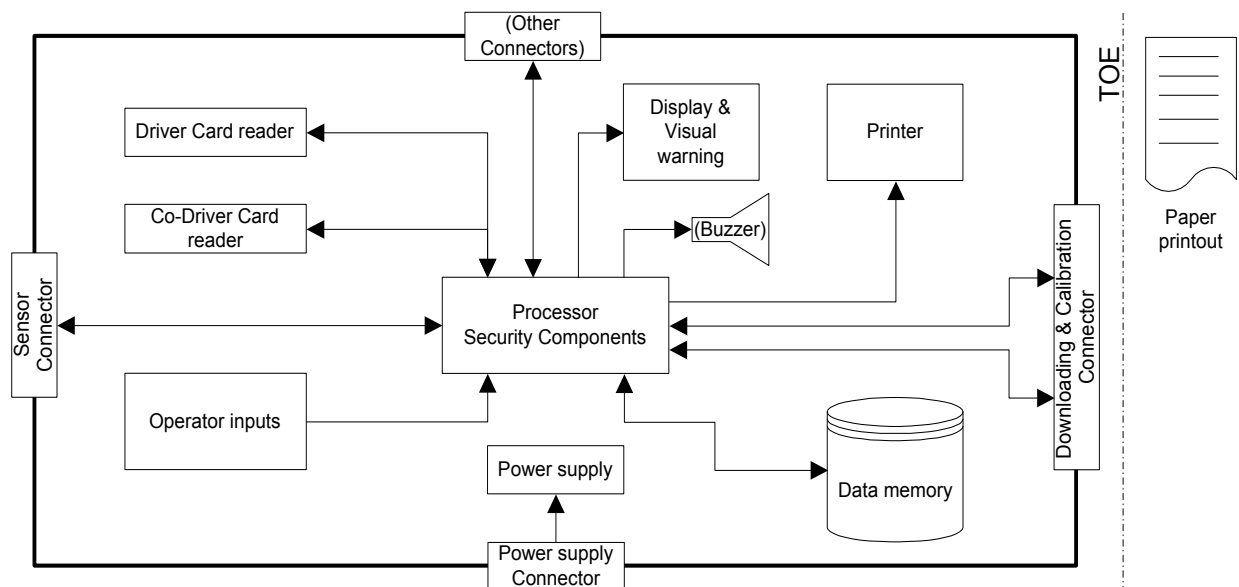 (Other
Connectors)
TOE
Driver Card reader
Display &
Visual
warning
Printer
Co-Driver Card
reader
(Buzzer)
Paper
printout
Sensor
Connector
Processor
Security Components
Downloading & Calibration
Connector
Operator inputs
Power supply
Data memory
Power supply
Connector